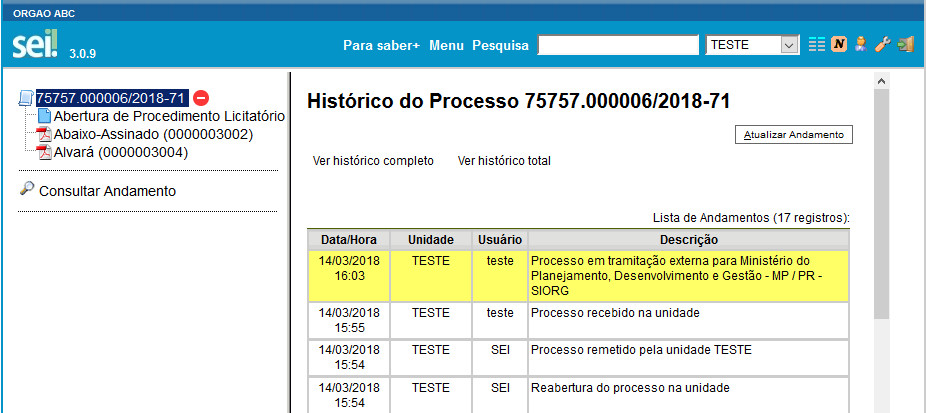 ORGAO ABC
sei! 3.0.9
Para saber+ Menu Pesquisa TESTE
N
75757.000006/2018-71
Abertura de Procedimento Licitatório
Abaixo-Assinado (0000003002)
Alvará (0000003004)
Consultar Andamento
Histórico do Processo 75757.000006/2018-71
Atualizar Andamento
Ver histórico completo Ver histórico total
Lista de Andamentos (17 registros):
Data/Hora Unidade Usuário Descrição
14/03/2018 TESTE teste Processo em tramitação externa para Ministério do
16:03 Planejamento, Desenvolvimento e Gestão - MP / PR -
SIORG
14/03/2018 TESTE teste Processo recebido na unidade
15:55
14/03/2018 TESTE SEI Processo remetido pela unidade TESTE
15:54
14/03/2018 TESTE SEI Reabertura do processo na unidade
15:54